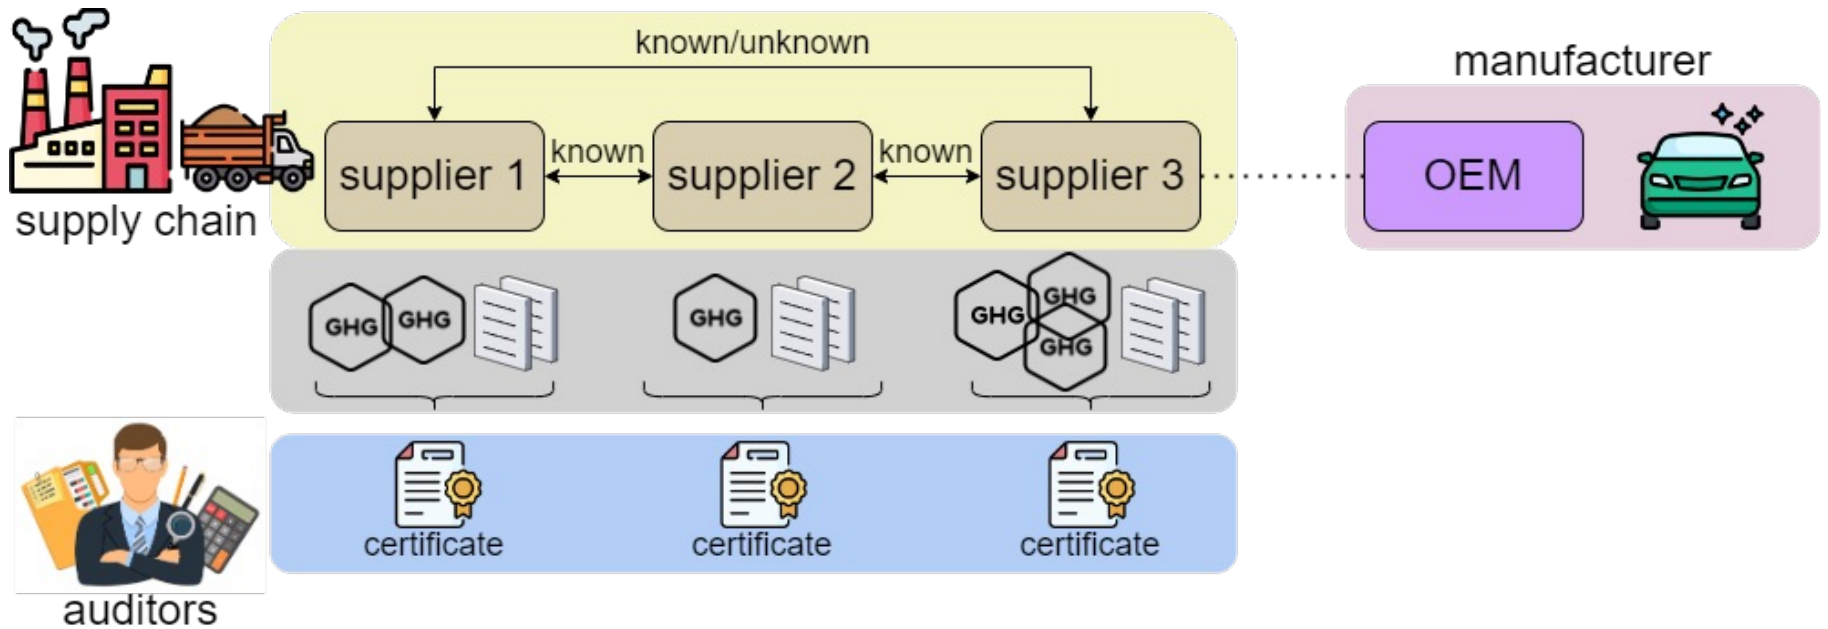 known/unknown
manufacturer
supplier 1
known
supplier 2
known
supplier 3
OEM
supply chain
GHG
GHG
GHG
GHG
GHG
GHG
certificate
certificate
certificate
auditors